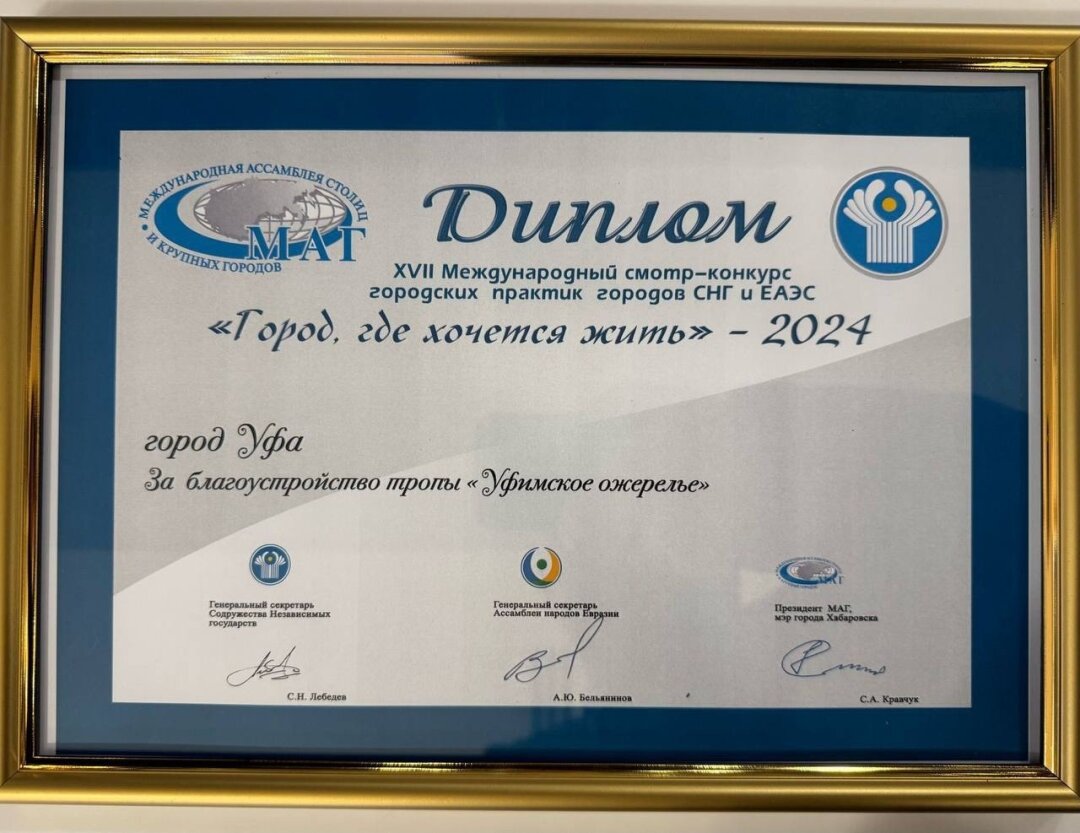 МЕЖДУНАРОДНАЯ АССАМБЛЕЯ СТОЛИЦ
И КРУПНЫХ ГОРОДОВ
МАГ
Диплом
XVII Международный смотр-конкурс
городских практик городов СНГ и ЕАЭС
«Город, где хочется жить» - 2024
город Уфа
За благоустройство тропы «Уфимское ожерелье»
Генеральный секретарь
Содружества Независимых
государств
С.Н. Лебедев
Генеральный секретарь
Ассамблеи народов Евразии
А.Ю. Бельянинов
МАГ
Президент МАГ,
мэр города Хабаровска
С.А. Кравчук